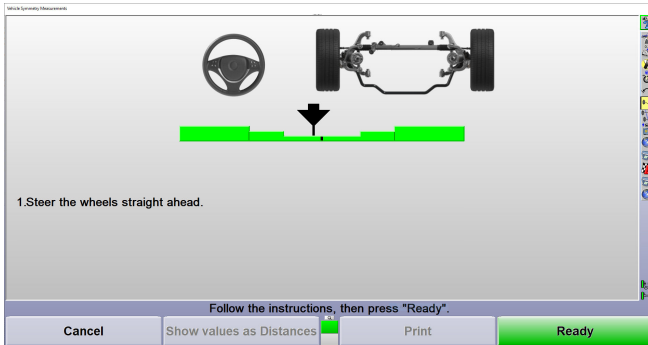 Vehicle Symmetry Measurements
1.Steer the wheels straight ahead.
Follow the instructions, then press "Ready".
Cancel
Show values as Distances
Print
Ready